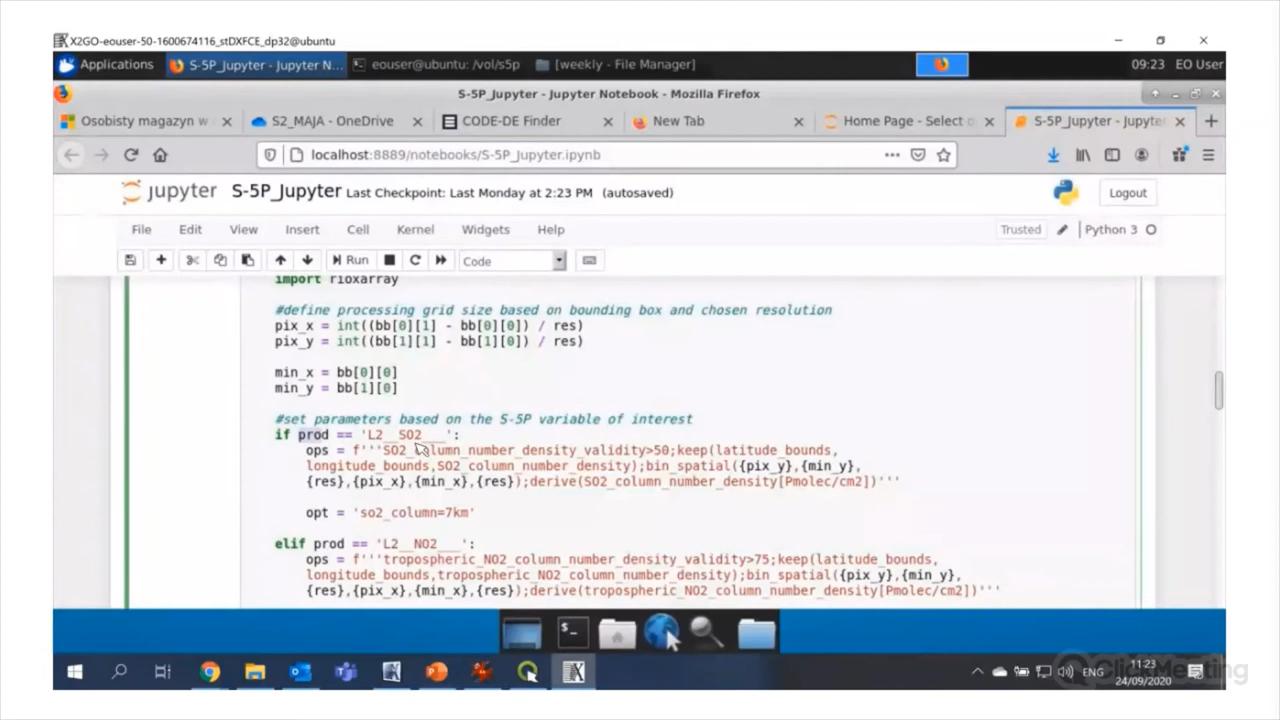 X2GO-eouser-50-1600674116_stDXFCE_dp32@ubuntu
Applications S-5P_Jupyter - Jupyter N... eouser@ubuntu: /vol/s5p [weekly - File Manager] 09:23 EO User
S-5P_Jupyter - Jupyter Notebook - Mozilla Firefox
Osobisty magazyn w S2_MAJA - OneDrive CODE-DE Finder New Tab Home Page - Select o S-5P_Jupyter - Jupyte
localhost:8889/notebooks/S-5P_Jupyter.ipynb
jupyter S-5P_Jupyter Last Checkpoint: Last Monday at 2:23 PM (autosaved) Logout
File Edit View Insert Cell Kernel Widgets Help Trusted Python 3
Run Code
import rioxarray
#define processing grid size based on bounding box and chosen resolution
pix_x = int((bb[0][1] - bb[0][0]) / res)
pix_y = int((bb[1][1] - bb[1][0]) / res)
min_x = bb[0][0]
min_y = bb[1][0]
#set parameters based on the S-5P variable of interest
if prod == 'L2__SO2___':
ops = f'''SO2_column_number_density_validity>50;keep(latitude_bounds,
longitude_bounds,SO2_column_number_density);bin_spatial({pix_y},{min_y},
{res},{pix_x},{min_x},{res});derive(SO2_column_number_density[Pmolec/cm2])'''
opt = 'so2_column=7km'
elif prod == 'L2__NO2___':
ops = f'''tropospheric_NO2_column_number_density_validity>75;keep(latitude_bounds,
longitude_bounds,tropospheric_NO2_column_number_density);bin_spatial({pix_y},{min_y},
{res},{pix_x},{min_x},{res});derive(tropospheric_NO2_column_number_density[Pmolec/cm2])'''
ENG 11:23
24/09/2020
ClickMeeting